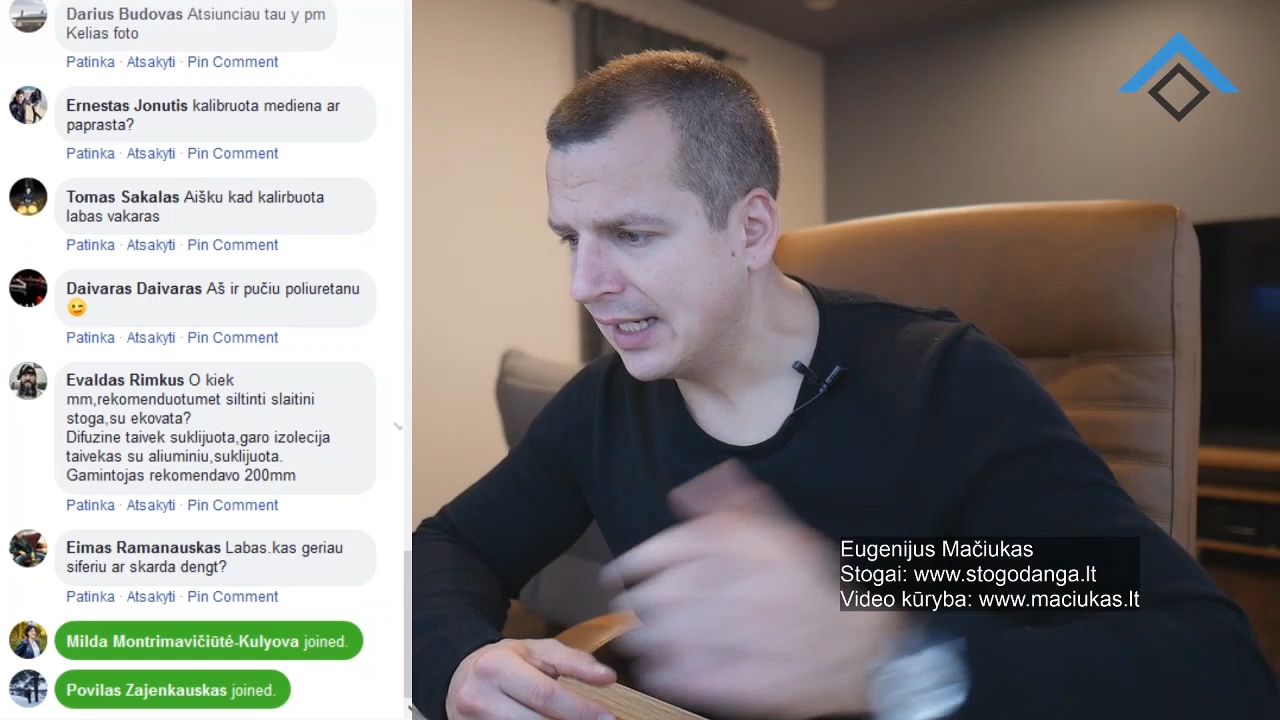 Darius Budovas Atsiunciau tau y pm
Kelias foto
Patinka · Atsakyti · Pin Comment
Ernestas Jonutis kalibruota mediena ar
paprasta?
Patinka · Atsakyti · Pin Comment
Tomas Sakalas Aišku kad kalirbuota
labas vakaras
Patinka · Atsakyti · Pin Comment
Daivaras Daivaras Aš ir pučiu poliuretanu
😉
Patinka · Atsakyti · Pin Comment
Evaldas Rimkus O kiek
mm,rekomenduotumet siltinti slaitini
stoga,su ekovata?
Difuzine taivek suklijuota,garo izolecija
taivekas su aliuminiu,suklijuota.
Gamintojas rekomendavo 200mm
Patinka · Atsakyti · Pin Comment
Eimas Ramanauskas Labas.kas geriau
siferiu ar skarda dengt?
Patinka · Atsakyti · Pin Comment
Milda Montrimavičiūtė-Kulyova joined.
Povilas Zajenkauskas joined.
Eugenijus Mačiukas
Stogai: www.stogodanga.lt
Video kūryba: www.maciukas.lt